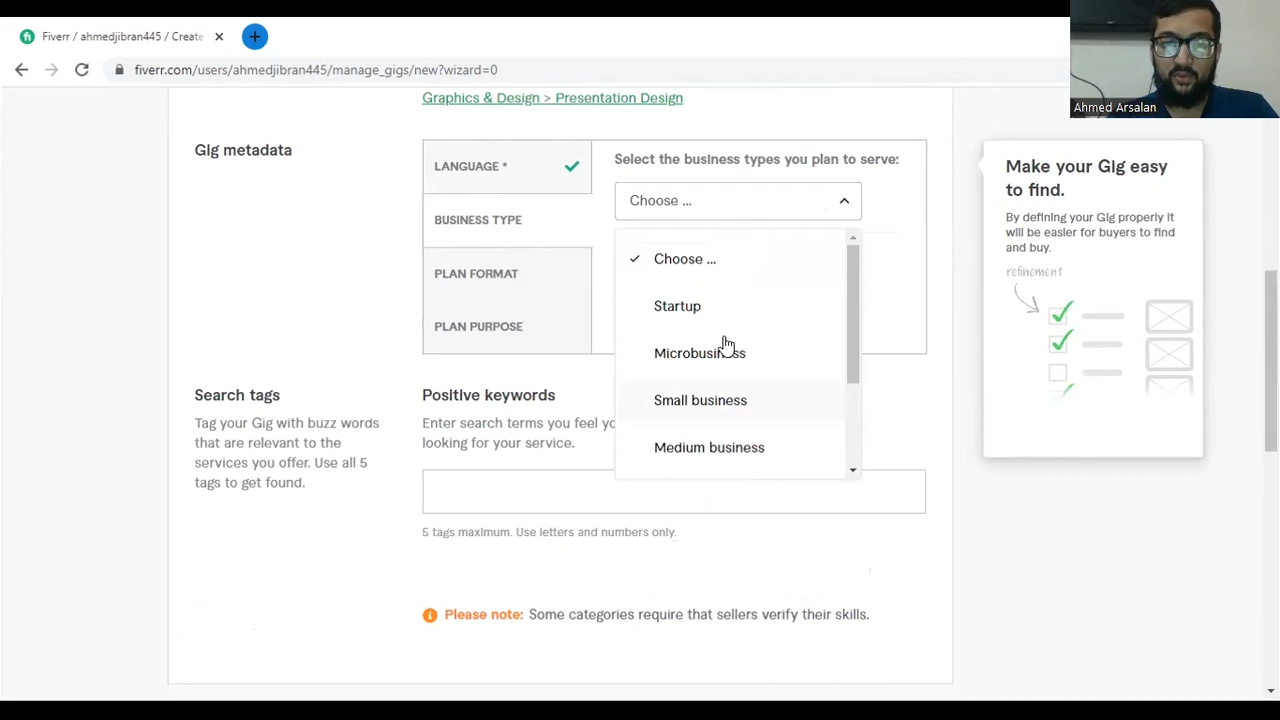 Fiverr / ahmedjibran445 / Create
fiverr.com/users/ahmedjibran445/manage_gigs/new?wizard=0
Ahmed Arsalan
Graphics & Design > Presentation Design
Gig metadata
LANGUAGE *
BUSINESS TYPE
PLAN FORMAT
PLAN PURPOSE
Select the business types you plan to serve:
Choose ...
Choose ...
Startup
Microbusiness
Small business
Medium business
Make your Gig easy
to find.
By defining your Gig properly it
will be easier for buyers to find
and buy.
refinement
Search tags
Tag your Gig with buzz words
that are relevant to the
services you offer. Use all 5
tags to get found.
Positive keywords
Enter search terms you feel yo
looking for your service.
5 tags maximum. Use letters and numbers only.
Please note: Some categories require that sellers verify their skills.